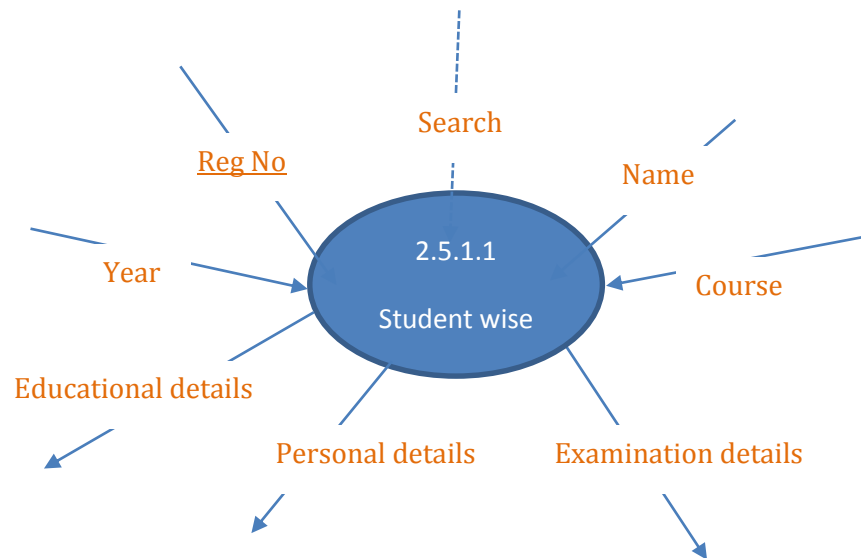 Search
Reg No
Name
2.5.1.1
Year
Course
Student wise
Educational details
Personal details
Examination details